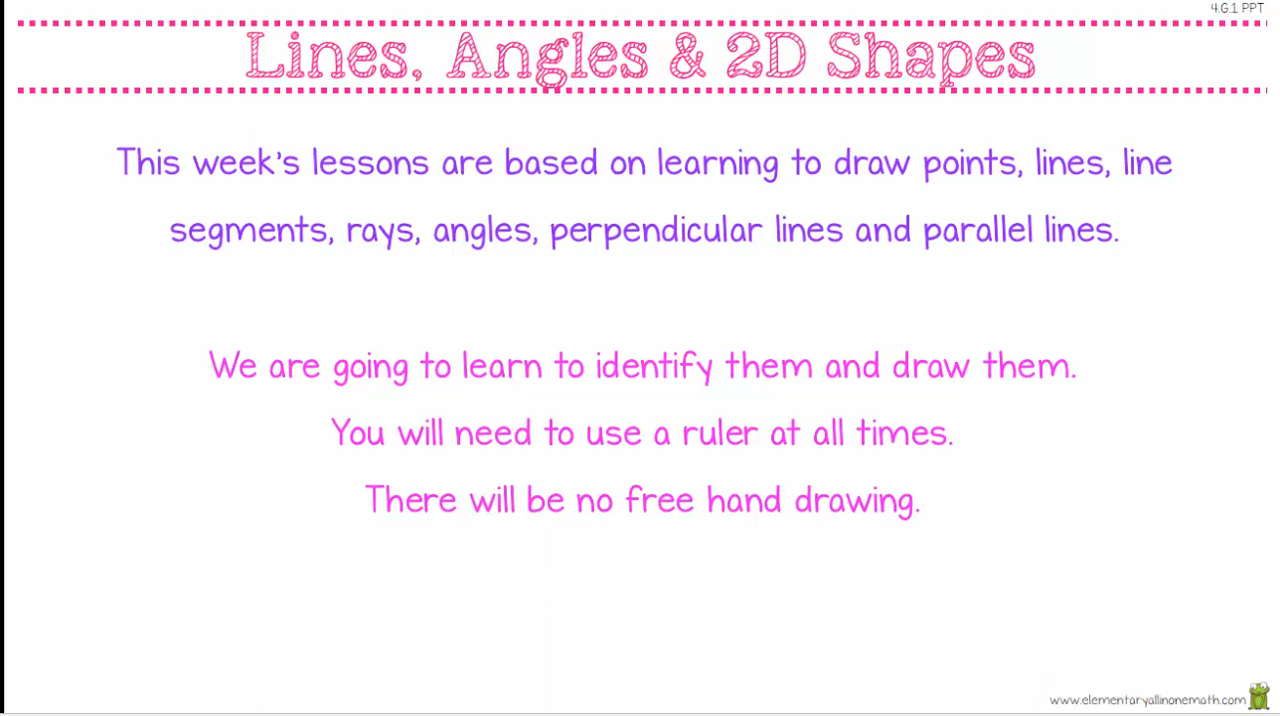 4.G.1 PPT
Lines, Angles & 2D Shapes
This week's lessons are based on learning to draw points, lines, line
segments, rays, angles, perpendicular lines and parallel lines.
We are going to learn to identify them and draw them.
You will need to use a ruler at all times.
There will be no free hand drawing.
www.elementaryallinonemath.com